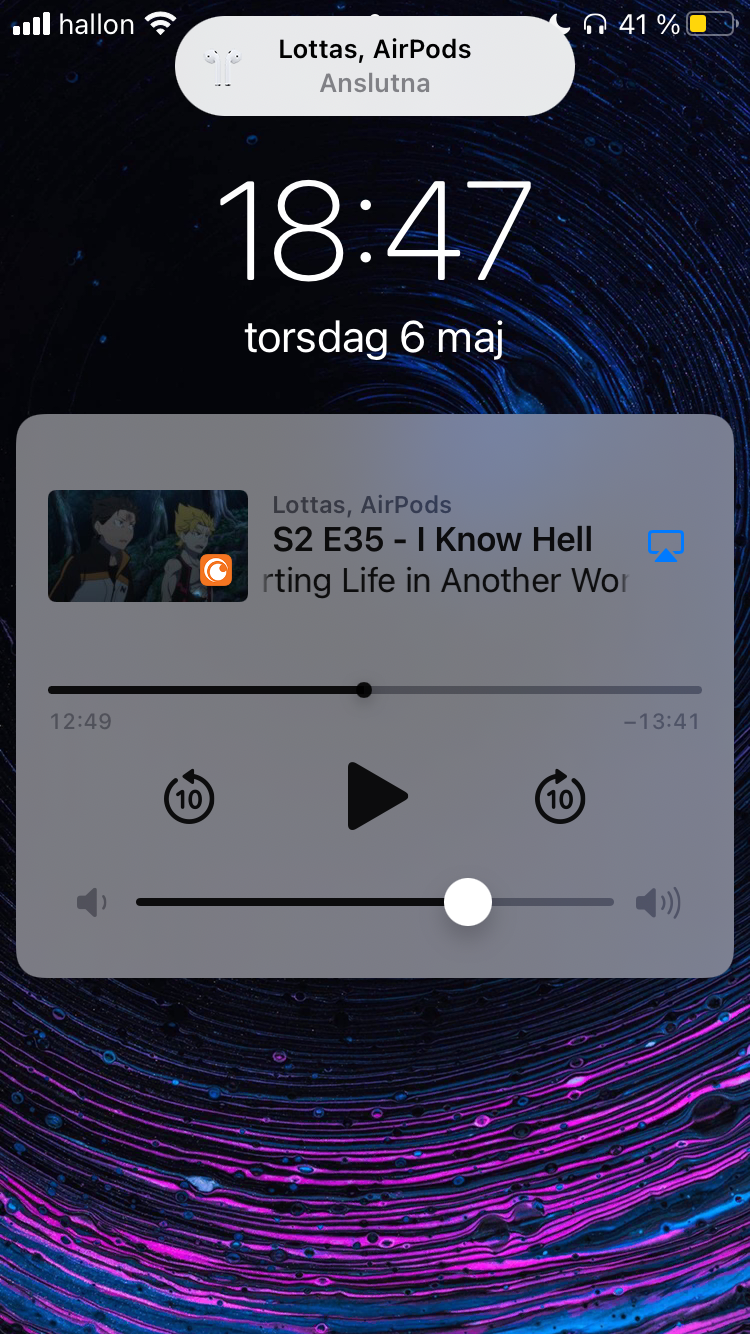 hallon 41 %
Lottas, AirPods
Anslutna
18:47
torsdag 6 maj
Lottas, AirPods
S2 E35 - I Know Hell
rting Life in Another Wor
12:49 −13:41
10 10